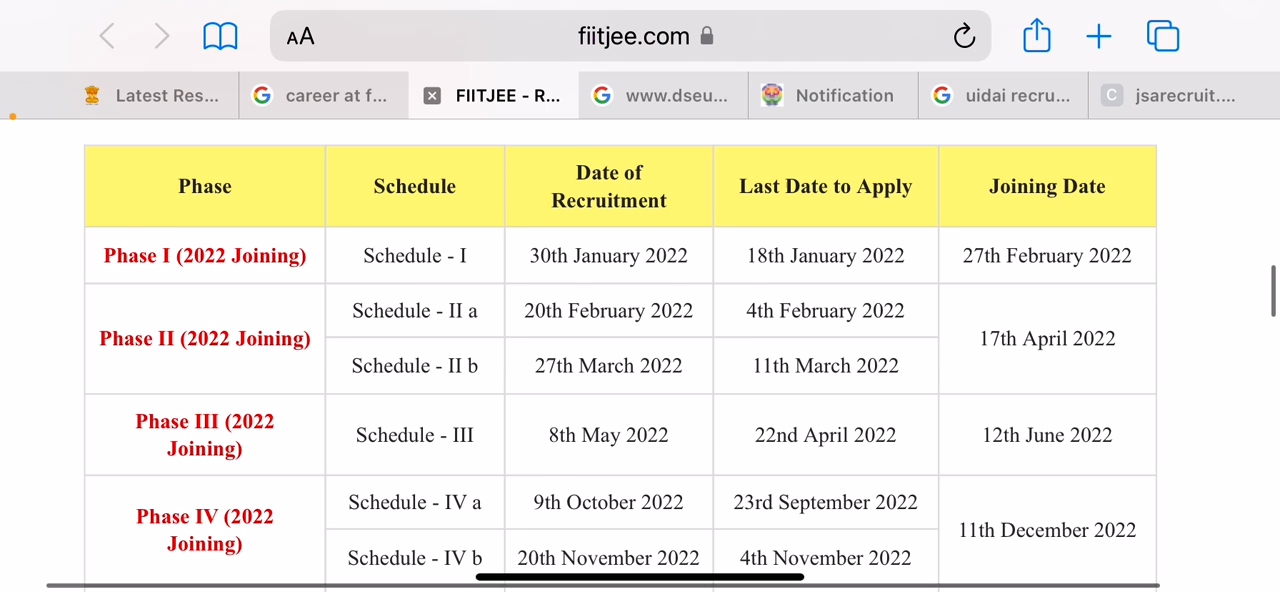 AA fiitjee.com
Latest Res... career at f... FIITJEE - R... www.dseu... Notification uidai recru... C jsarecruit....
Phase Schedule Date of Recruitment Last Date to Apply Joining Date
Phase I (2022 Joining) Schedule - I 30th January 2022 18th January 2022 27th February 2022
Phase II (2022 Joining) Schedule - II a 20th February 2022 4th February 2022 17th April 2022
Schedule - II b 27th March 2022 11th March 2022
Phase III (2022 Joining) Schedule - III 8th May 2022 22nd April 2022 12th June 2022
Phase IV (2022 Joining) Schedule - IV a 9th October 2022 23rd September 2022 11th December 2022
Schedule - IV b 20th November 2022 4th November 2022